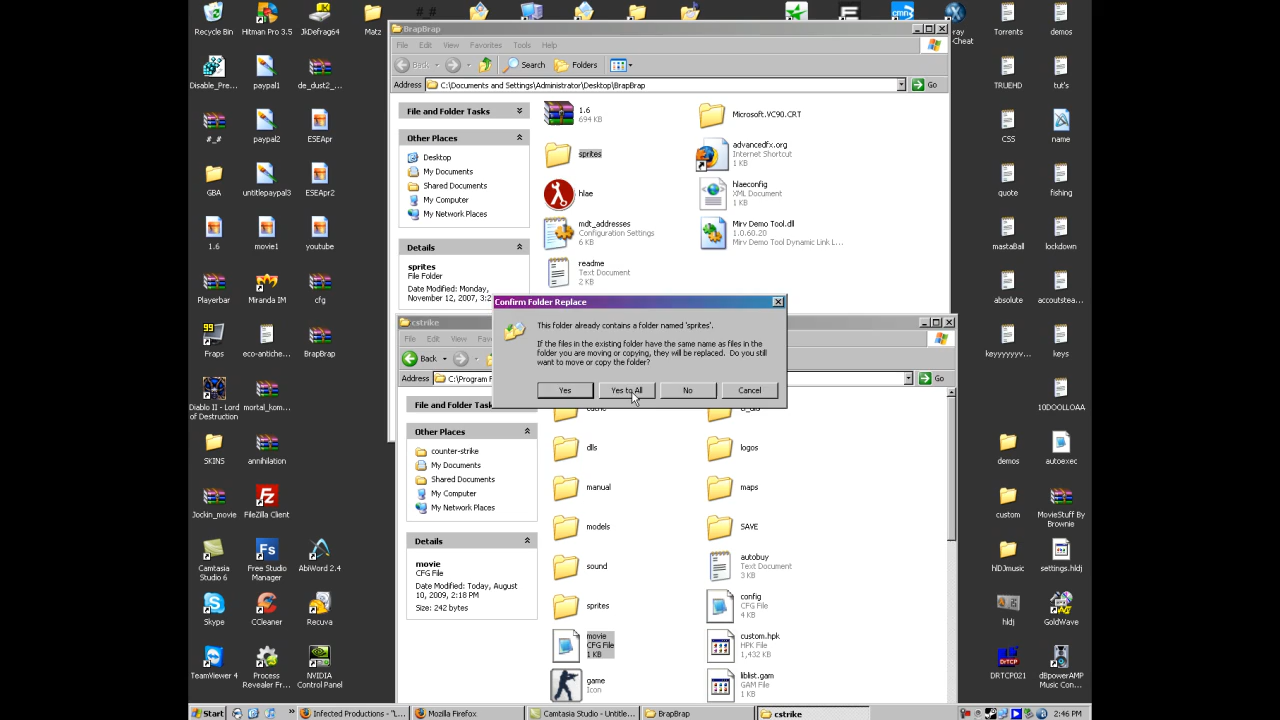 Recycle Bin
Hitman Pro 3.5
JkDefrag64
#_#
Matz
Torrents
demos
Disable_Pre...
paypal1
de_dust2_...
TRUEHD
tut's
#_#
paypal2
ESEApr
CSS
name
GBA
untitlepaypal3
ESEApr2
quote
fishing
1.6
movie1
youtube
mastaBall
lockdown
Playerbar
Miranda IM
cfg
absolute
accoutstea...
99
Fraps
eco-antiche...
BrapBrap
keyyyyyyyy...
keys
Diablo II - Lord of Destruction
mortal_kom...
10DOOLLOAA
SKINS
annihilation
demos
autoexec
Jockin_movie
FileZilla Client
custom
MovieStuff By Brownie
Camtasia Studio 6
Free Studio Manager
AbiWord 2.4
hlDJmusic
settings.hldj
Skype
CCleaner
Recuva
hldj
GoldWave
TeamViewer 4
Process Revealer Fr...
NVIDIA Control Panel
DRTCP021
dBpowerAMP Music Con...
BrapBrap
File Edit View Favorites Tools Help
Back Search Folders
Address C:\Documents and Settings\Administrator\Desktop\BrapBrap Go
File and Folder Tasks
Other Places
Desktop
My Documents
Shared Documents
My Computer
My Network Places
Details
sprites
File Folder
Date Modified: Monday,
November 12, 2007, 3:2
1.6
694 KB
Microsoft.VC90.CRT
sprites
advancedfx.org
Internet Shortcut
1 KB
hlae
hlaeconfig
XML Document
1 KB
mdt_addresses
Configuration Settings
6 KB
Mirv Demo Tool.dll
1.0.60.20
Mirv Demo Tool Dynamic Link L...
readme
Text Document
2 KB
Confirm Folder Replace
This folder already contains a folder named 'sprites'.
If the files in the existing folder have the same name as files in the
folder you are moving or copying, they will be replaced. Do you still
want to move or copy the folder?
Yes
Yes to All
No
Cancel
cstrike
File Edit View
Back
Address C:\Program F Go
File and Folder Task
Other Places
counter-strike
My Documents
Shared Documents
My Computer
My Network Places
Details
movie
CFG File
Date Modified: Today, August
10, 2009, 2:18 PM
Size: 242 bytes
cache
cl_dlls
dlls
logos
manual
maps
models
SAVE
sound
autobuy
Text Document
3 KB
sprites
config
CFG File
4 KB
movie
CFG File
1 KB
custom.hpk
HPK File
1,432 KB
game
Icon
liblist.gam
GAM File
1 KB
Start
Infected Productions - "L...
Mozilla Firefox
Camtasia Studio - Untitle...
BrapBrap
cstrike
2:46 PM